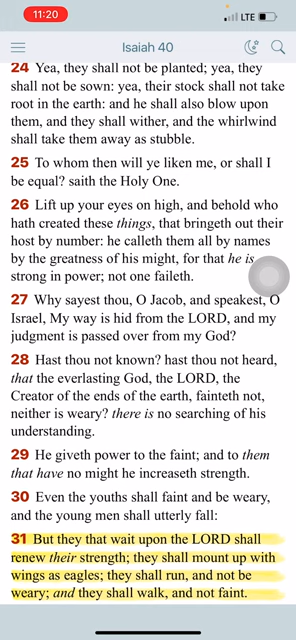 11:20
LTE
Isaiah 40
24 Yea, they shall not be planted; yea, they
shall not be sown: yea, their stock shall not take
root in the earth: and he shall also blow upon
them, and they shall wither, and the whirlwind
shall take them away as stubble.
25 To whom then will ye liken me, or shall I
be equal? saith the Holy One.
26 Lift up your eyes on high, and behold who
hath created these things, that bringeth out their
host by number: he calleth them all by names
by the greatness of his might, for that he is
strong in power; not one faileth.
27 Why sayest thou, O Jacob, and speakest, O
Israel, My way is hid from the LORD, and my
judgment is passed over from my God?
28 Hast thou not known? hast thou not heard,
that the everlasting God, the LORD, the
Creator of the ends of the earth, fainteth not,
neither is weary? there is no searching of his
understanding.
29 He giveth power to the faint; and to them
that have no might he increaseth strength.
30 Even the youths shall faint and be weary,
and the young men shall utterly fall:
31 But they that wait upon the LORD shall
renew their strength; they shall mount up with
wings as eagles; they shall run, and not be
weary; and they shall walk, and not faint.